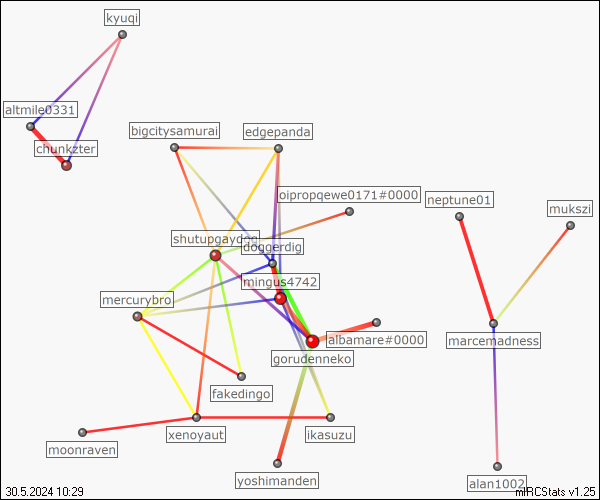 kyuqi
altmile0331
chunkzter
bigcitysamurai
edgepanda
oipropqewe0171#0000
neptune01
mukszi
shutupgaydog
doggerdig
mingus4742
mercurybro
albamare#0000
marcemadness
gorudenneko
fakedingo
xenoyaut
ikasuzu
moonraven
yoshimanden
alan1002
30.5.2024 10:29
mIRCStats v1.25